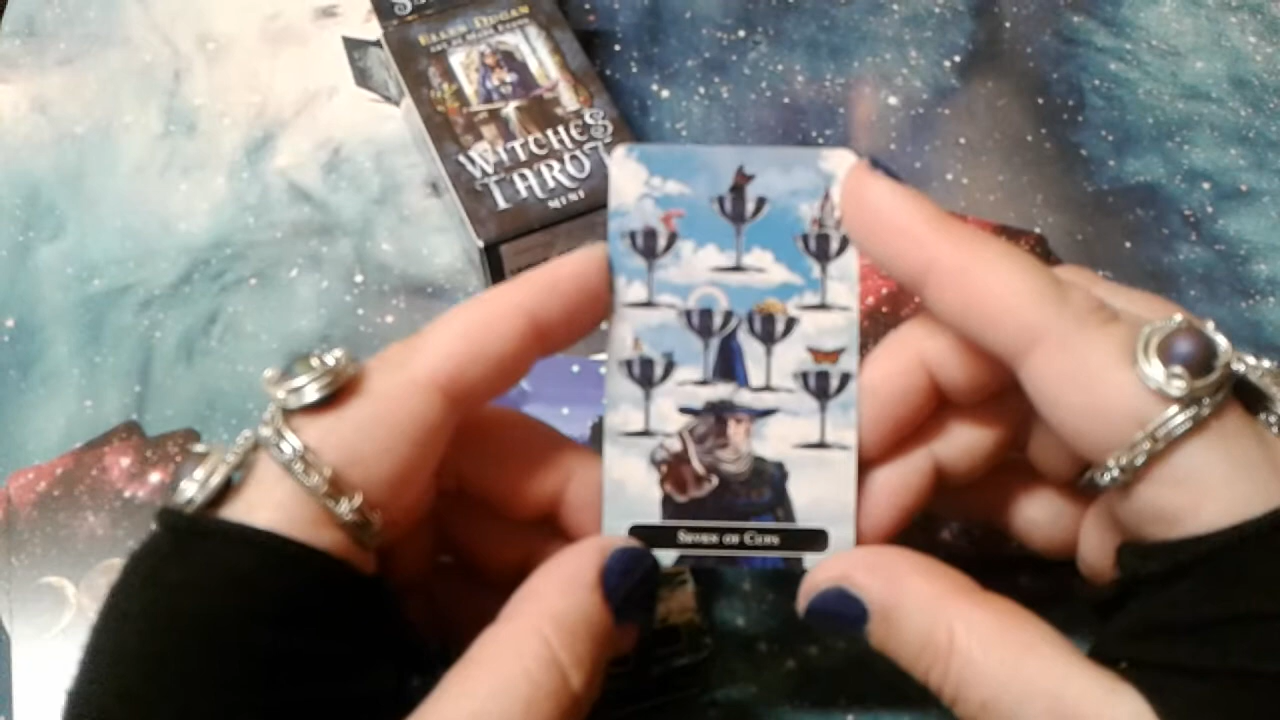 ELLEN DUGAN
WITCHES
TAROT
MINI
SEVEN OF CUPS